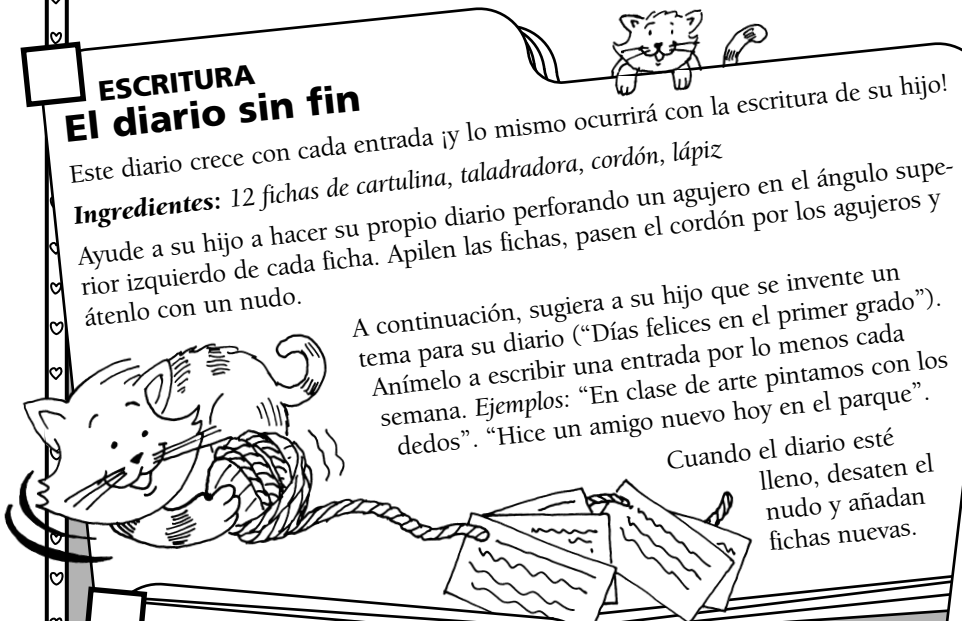 ESCRITURA
El diario sin fin
Este diario crece con cada entrada ¡y lo mismo ocurrirá con la escritura de su hijo!
Ingredientes: 12 fichas de cartulina, taladradora, cordón, lápiz
Ayude a su hijo a hacer su propio diario perforando un agujero en el ángulo supe-
rior izquierdo de cada ficha. Apilen las fichas, pasen el cordón por los agujeros y
átenlo con un nudo.
A continuación, sugiera a su hijo que se invente un
tema para su diario (“Días felices en el primer grado”).
Anímelo a escribir una entrada por lo menos cada
semana. Ejemplos: “En clase de arte pintamos con los
dedos”. “Hice un amigo nuevo hoy en el parque”.
Cuando el diario esté
lleno, desaten el
nudo y añadan
fichas nuevas.